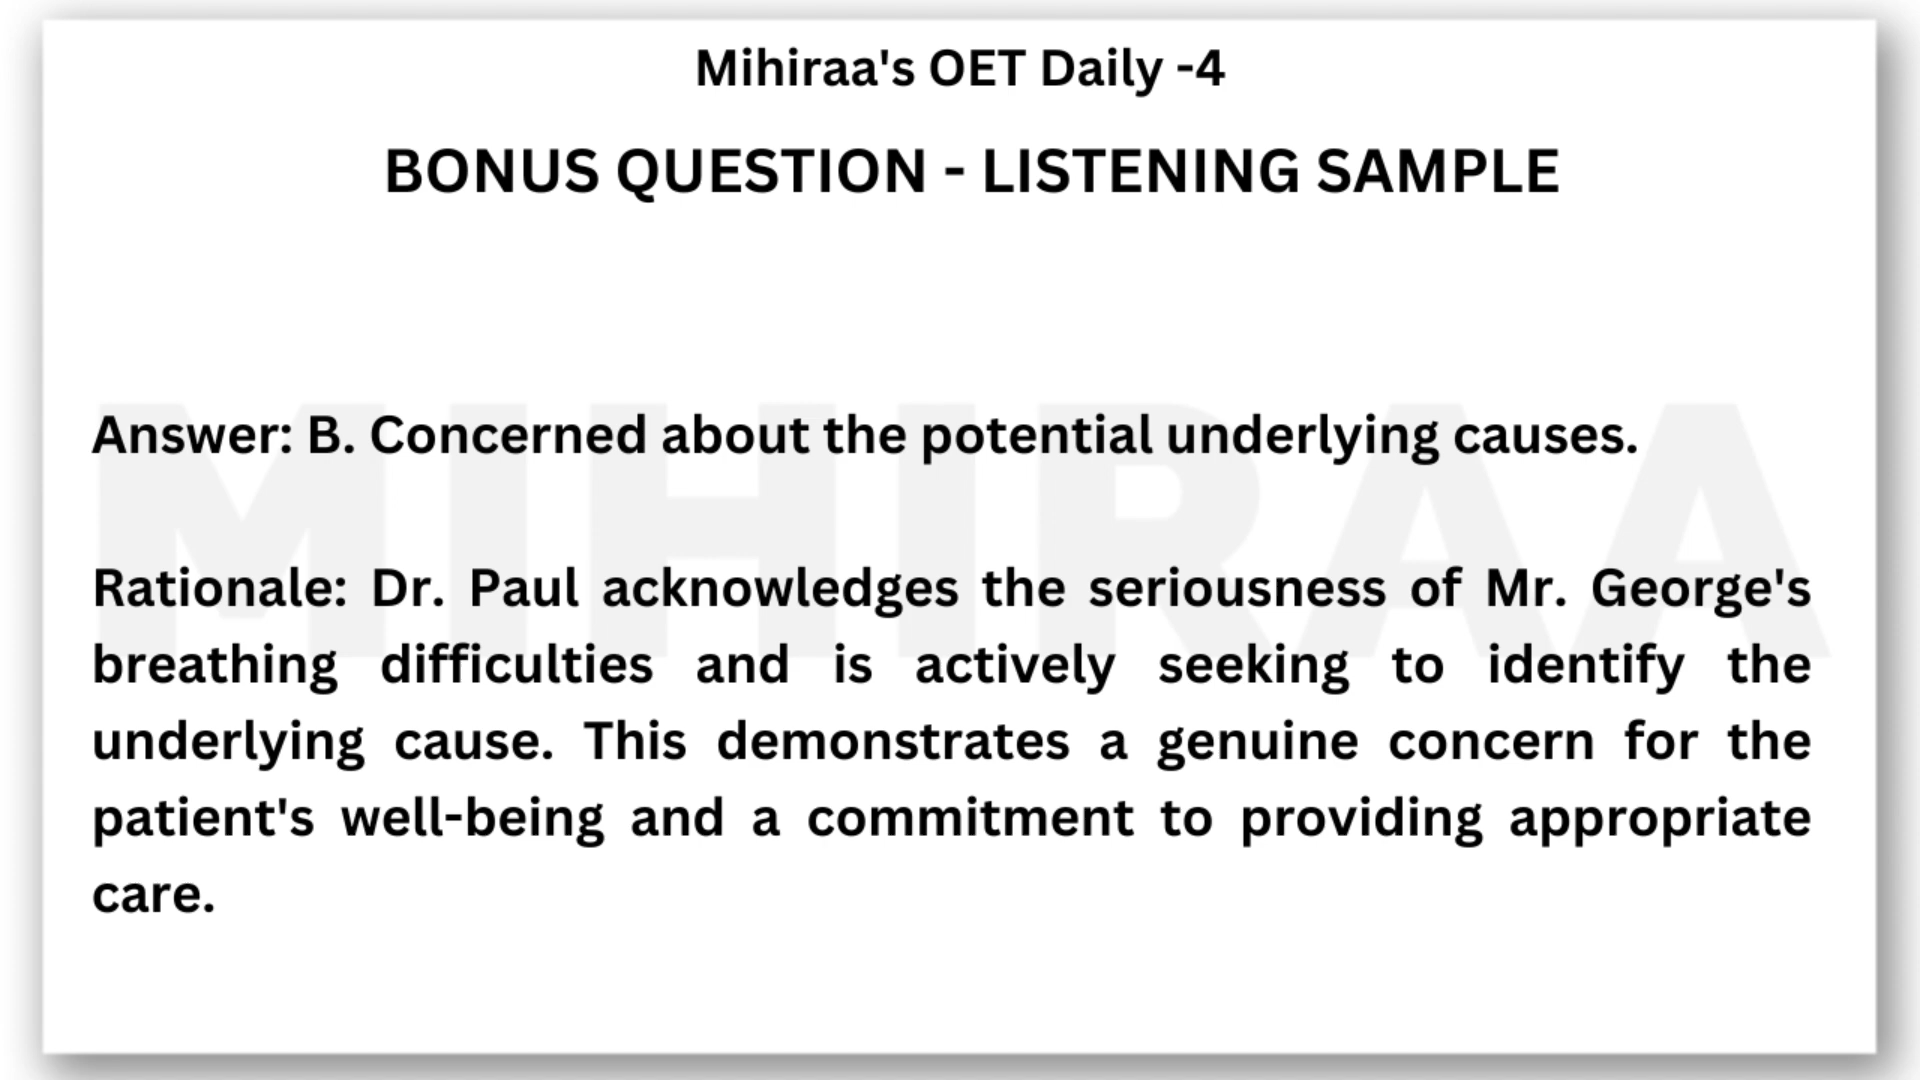 Mihiraa's OET Daily -4
BONUS QUESTION - LISTENING SAMPLE
MIHIRAA
Answer: B. Concerned about the potential underlying causes.
Rationale: Dr. Paul acknowledges the seriousness of Mr. George's
breathing difficulties and is actively seeking to identify the
underlying cause. This demonstrates a genuine concern for the
patient's well-being and a commitment to providing appropriate
care.